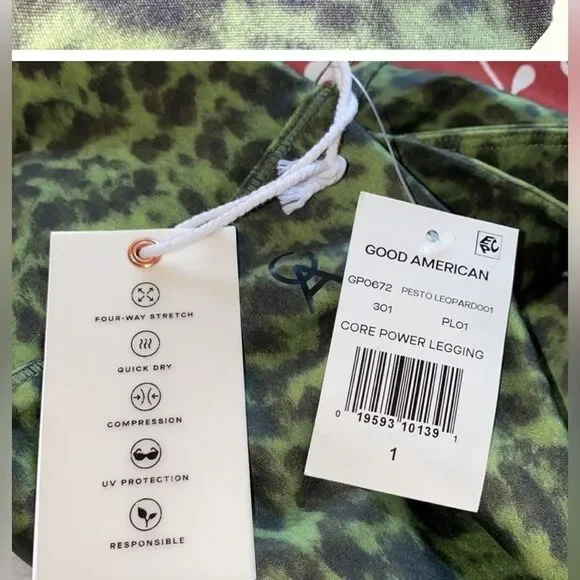 FOUR-WAY STRETCH
QUICK DRY
COMPRESSION
UV PROTECTION
RESPONSIBLE
EPC
GOOD AMERICAN
GP0672 PESTO LEOPARD001
301 PL01
CORE POWER LEGGING
0 19593 10139 1
1